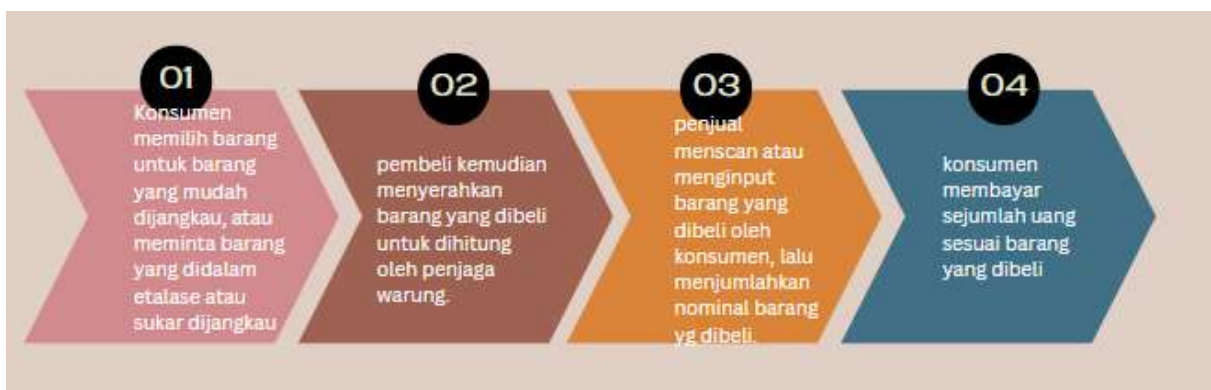 01
Konsumen
memilih barang
untuk barang
yang mudah
dijangkau, atau
meminta barang
yang didalam
etalase atau
sukar dijangkau
02
pembeli kemudian
menyerahkan
barang yang dibeli
untuk dihitung
oleh penjaga
warung.
03
penjual
menscan atau
menginput
barang yang
dibeli oleh
konsumen, lalu
menjumlahkan
nominal barang
yg dibeli.
04
konsumen
membayar
sejumlah uang
sesuai barang
yang dibeli